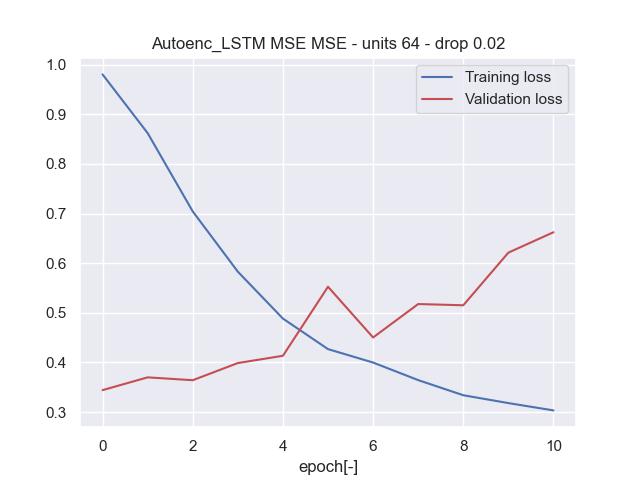 Autoenc_LSTM MSE MSE - units 64 - drop 0.02
Training loss
Validation loss
1.0
0.9
0.8
0.7
0.6
0.5
0.4
0.3
0 2 4 6 8 10
epoch[-]